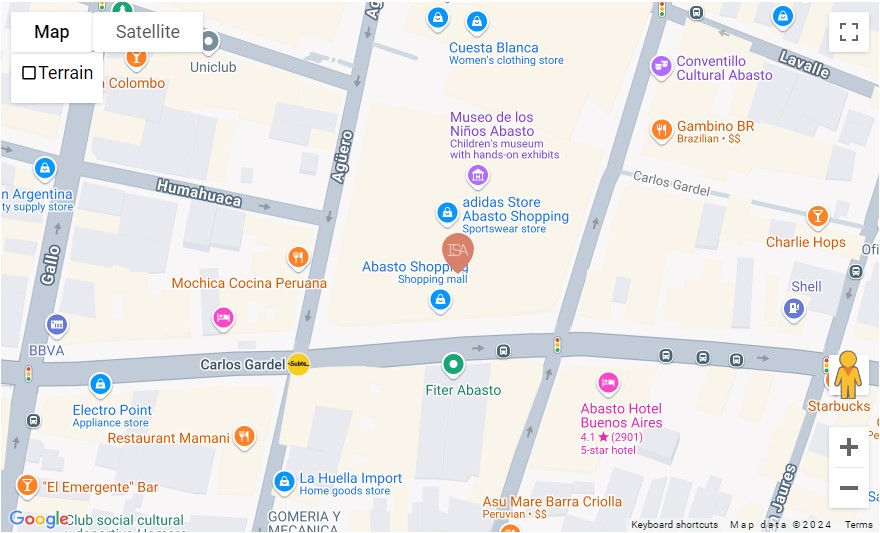 Map
Satellite
Terrain
Colombo
Uniclub
Cuesta Blanca
Women's clothing store
Conventillo
Cultural Abasto
Lavalle
Agüero
Museo de los
Niños Abasto
Children's museum
with hands-on exhibits
Gambino BR
Brazilian • $$
Carlos Gardel
n Argentina
ty supply store
Humahuaca
adidas Store
Abasto Shopping
Sportswear store
Charlie Hops
Gallo
ISA
Abasto Shopping
Shopping mall
Mochica Cocina Peruana
Shell
BBVA
Carlos Gardel
Subte
Fiter Abasto
Electro Point
Appliance store
Abasto Hotel
Buenos Aires
4.1 ★ (2901)
5-star hotel
Starbucks
Restaurant Mamani
La Huella Import
Home goods store
"El Emergente" Bar
Asu Mare Barra Criolla
Peruvian • $$
Jaures
Google
Club social cultural
y deportivo Homero
GOMERIA Y
MECANICA
Keyboard shortcuts
Map data ©2024
Terms